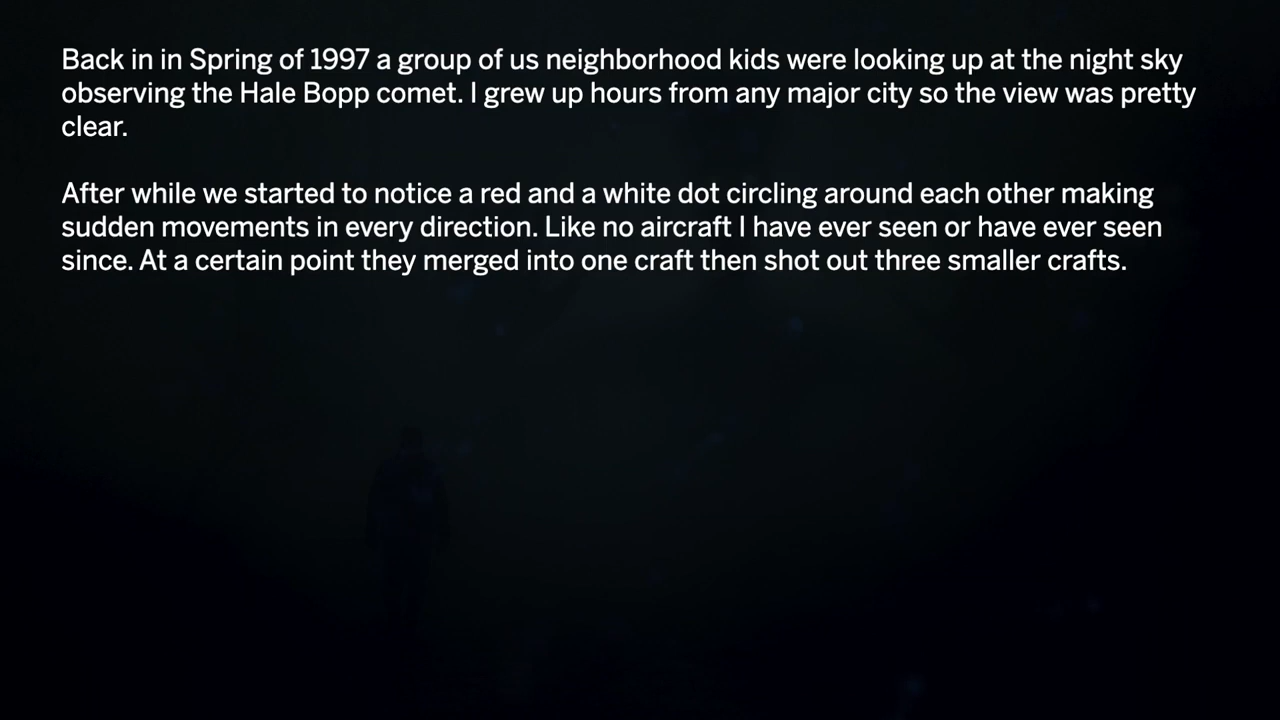 Back in in Spring of 1997 a group of us neighborhood kids were looking up at the night sky
observing the Hale Bopp comet. I grew up hours from any major city so the view was pretty
clear.
After while we started to notice a red and a white dot circling around each other making
sudden movements in every direction. Like no aircraft I have ever seen or have ever seen
since. At a certain point they merged into one craft then shot out three smaller crafts.